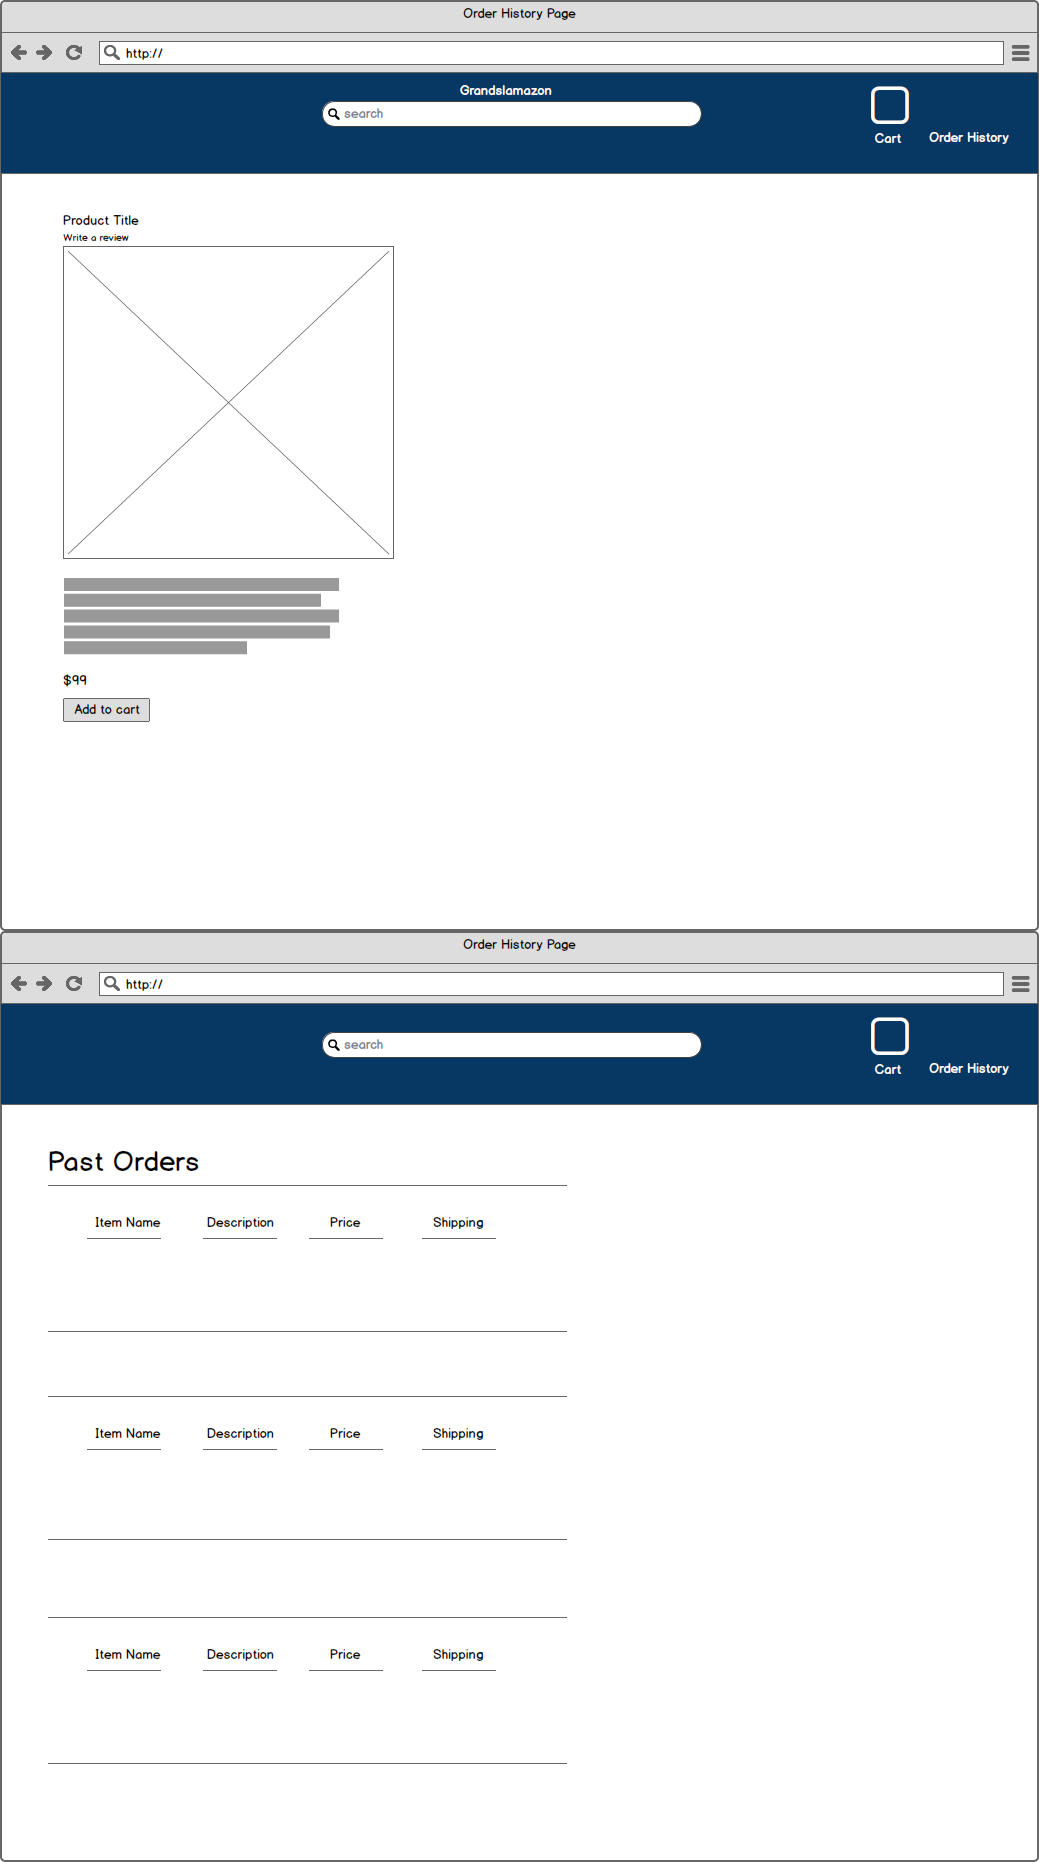 Order History Page
http://
Grandslamazon
search
Cart
Order History
Product Title
Write a review
$99
Add to cart
Order History Page
http://
search
Cart
Order History
Past Orders
Item Name Description Price Shipping
Item Name Description Price Shipping
Item Name Description Price Shipping